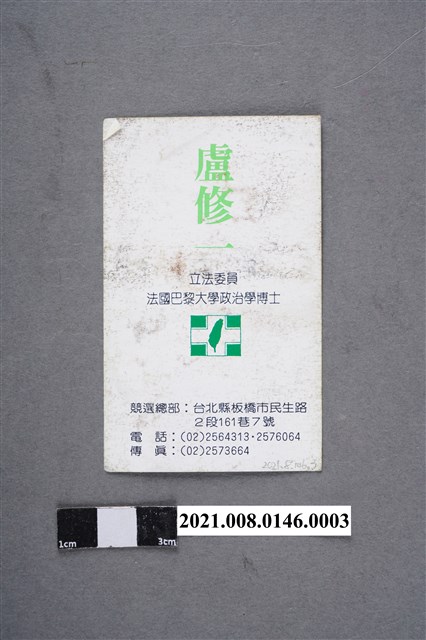 盧修一
立法委員
法國巴黎大學政治學博士
競選總部：台北縣板橋市民生路
２段161巷７號
電　話：(02)2564313·2576064
傳　眞：(02)2573664
1cm
3cm
2021.008.0146.0003